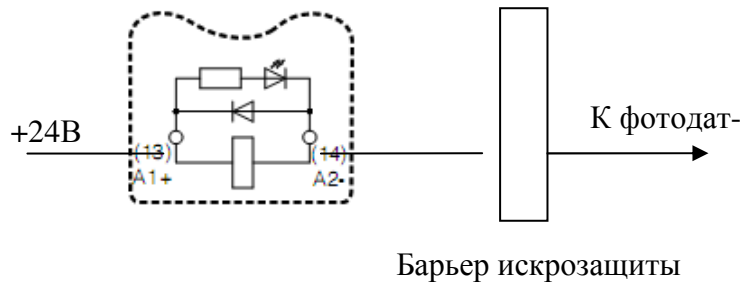 +24В
К фотодат-
(13)
(14)
A1+
A2-
Барьер искрозащиты